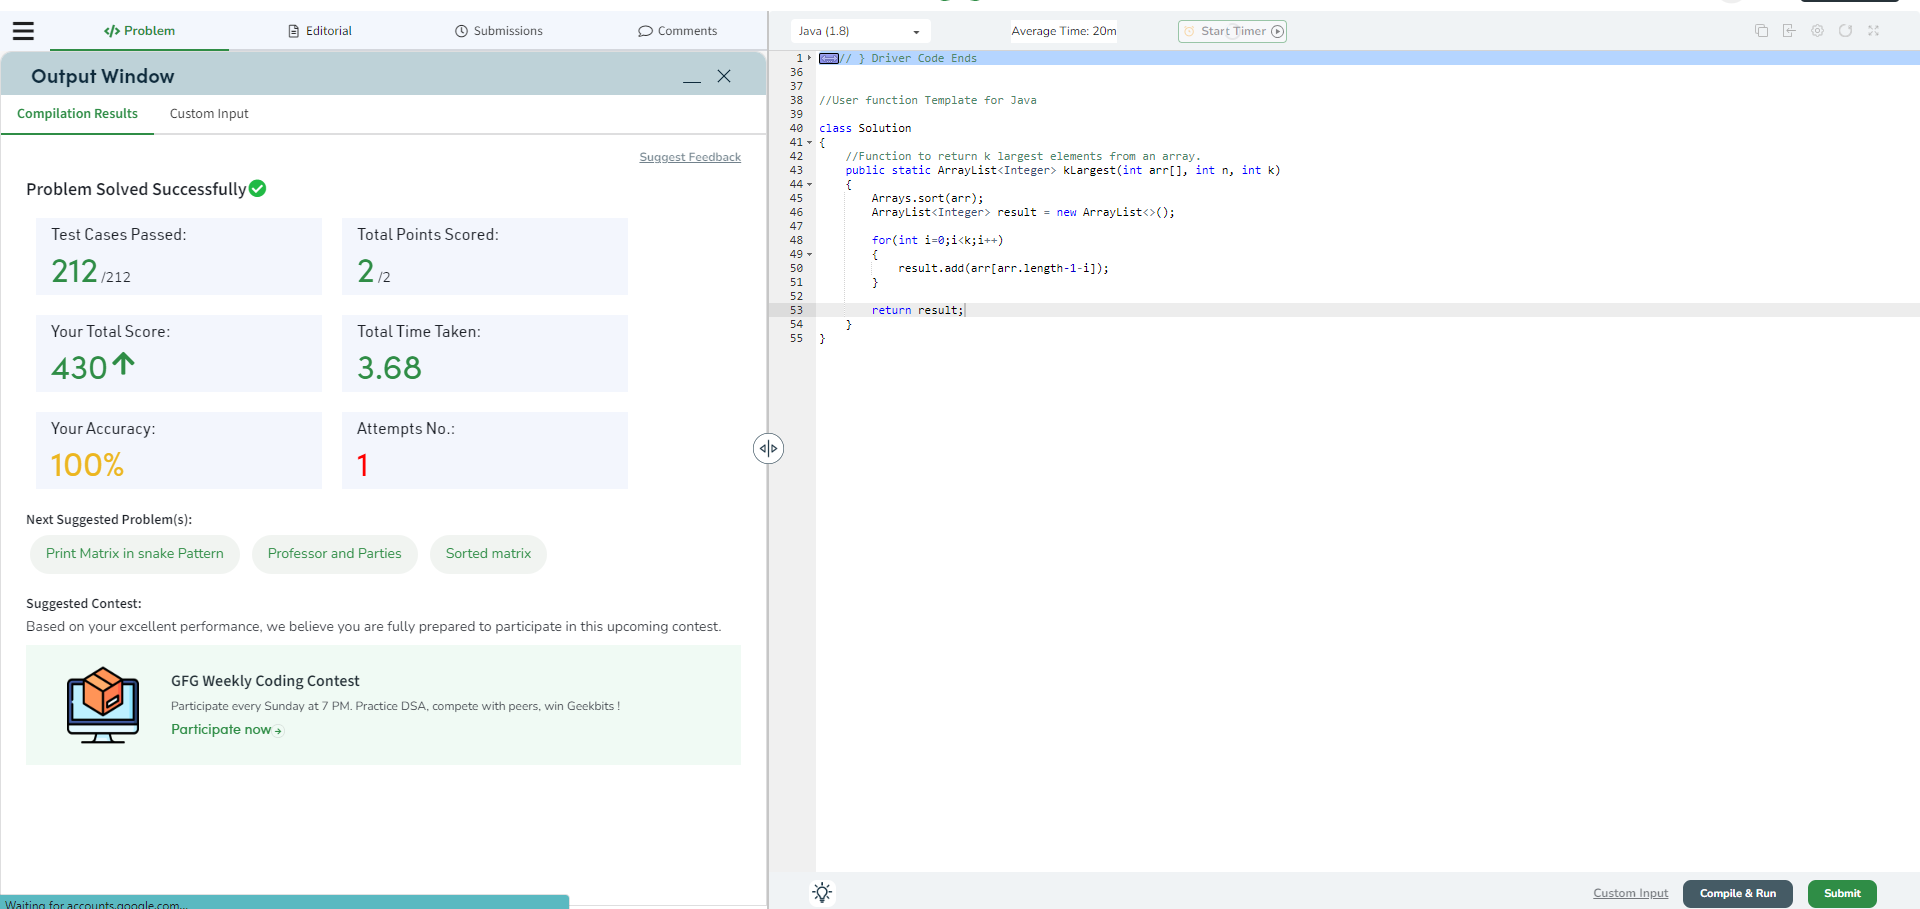 Problem
Editorial
Submissions
Comments
Output Window
Compilation Results
Custom Input
Suggest Feedback
Problem Solved Successfully
Test Cases Passed:
212 /212
Total Points Scored:
2 /2
Your Total Score:
430
Total Time Taken:
3.68
Your Accuracy:
100%
Attempts No.:
1
Next Suggested Problem(s):
Print Matrix in snake Pattern
Professor and Parties
Sorted matrix
Suggested Contest:
Based on your excellent performance, we believe you are fully prepared to participate in this upcoming contest.
GFG Weekly Coding Contest
Participate every Sunday at 7 PM. Practice DSA, compete with peers, win Geekbits !
Participate now
Waiting for accounts.google.com...
Java (1.8)
Average Time: 20m
Start Timer
1 // } Driver Code Ends
36
37
38 //User function Template for Java
39
40 class Solution
41 {
42     //Function to return k largest elements from an array.
43     public static ArrayList<Integer> kLargest(int arr[], int n, int k)
44     {
45         Arrays.sort(arr);
46         ArrayList<Integer> result = new ArrayList<>();
47
48         for(int i=0;i<k;i++)
49         {
50             result.add(arr[arr.length-1-i]);
51         }
52
53         return result;
54     }
55 }
Custom Input
Compile & Run
Submit